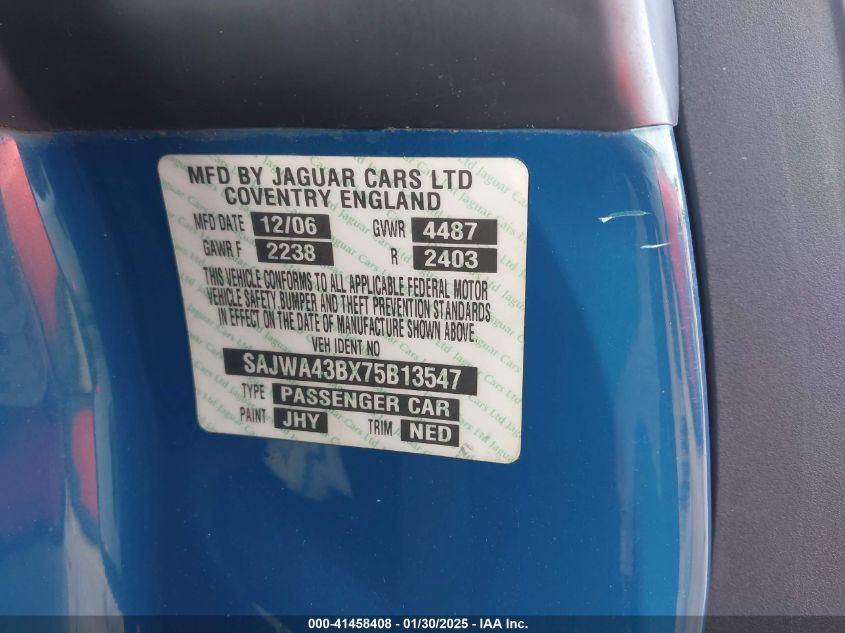 MFD BY JAGUAR CARS LTD
COVENTRY ENGLAND
MFD DATE 12/06 GVWR 4487
GAWR F 2238 R 2403
THIS VEHICLE CONFORMS TO ALL APPLICABLE FEDERAL MOTOR
VEHICLE SAFETY, BUMPER AND THEFT PREVENTION STANDARDS
IN EFFECT ON THE DATE OF MANUFACTURE SHOWN ABOVE.
VEH IDENT NO
SAJWA43BX75B13547
TYPE PASSENGER CAR
PAINT JHY TRIM NED
000-41458408 - 01/30/2025 - IAA Inc.